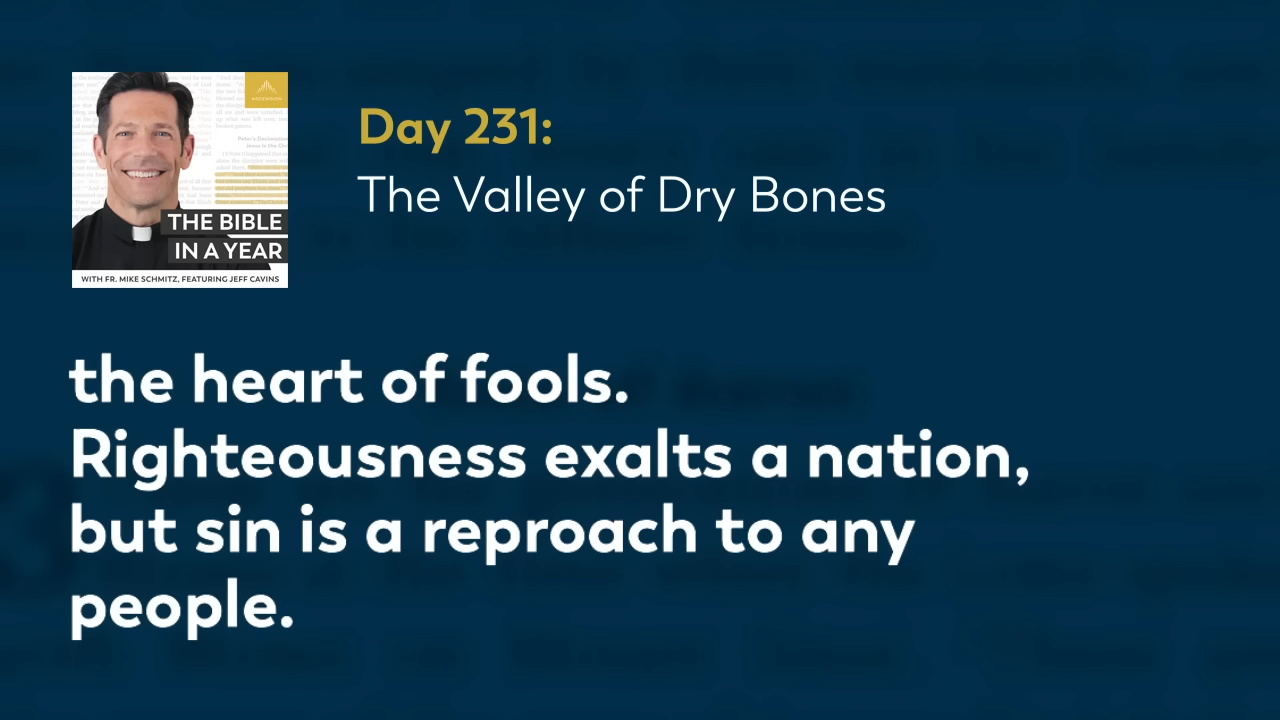 Day 231:
The Valley of Dry Bones
THE BIBLE
IN A YEAR
WITH FR. MIKE SCHMITZ, FEATURING JEFF CAVINS
the heart of fools.
Righteousness exalts a nation,
but sin is a reproach to any
people.